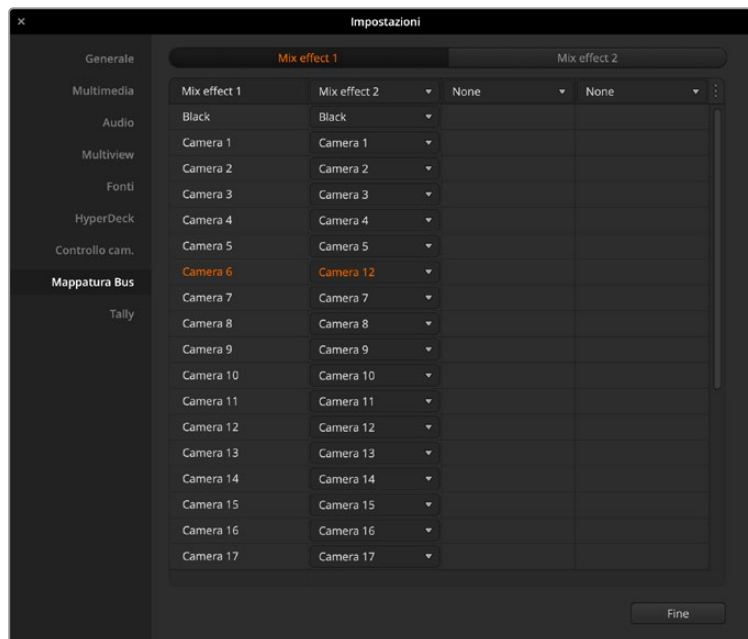 Impostazioni
Generale
Multimedia
Audio
Multiview
Fonti
HyperDeck
Controllo cam.
Mappatura Bus
Tally
Mix effect 1 Mix effect 2
Mix effect 1 Mix effect 2 None None
Black Black
Camera 1 Camera 1
Camera 2 Camera 2
Camera 3 Camera 3
Camera 4 Camera 4
Camera 5 Camera 5
Camera 6 Camera 12
Camera 7 Camera 7
Camera 8 Camera 8
Camera 9 Camera 9
Camera 10 Camera 10
Camera 11 Camera 11
Camera 12 Camera 12
Camera 13 Camera 13
Camera 14 Camera 14
Camera 15 Camera 15
Camera 16 Camera 16
Camera 17 Camera 17
Fine